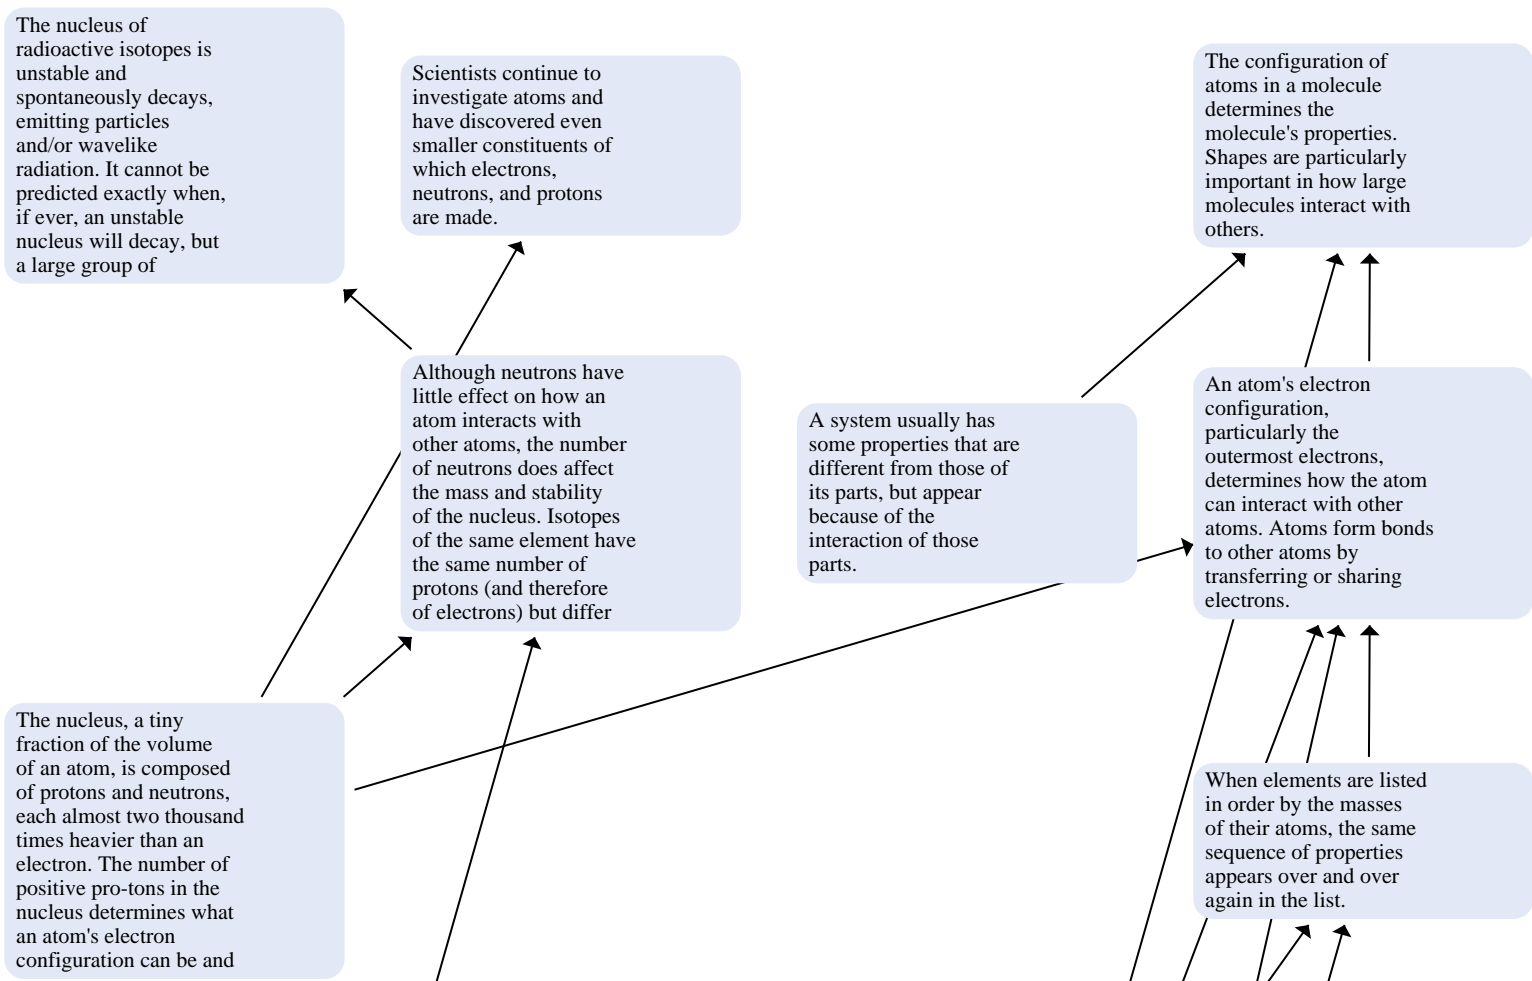 The nucleus of
radioactive isotopes is
unstable and
spontaneously decays,
emitting particles
and/or wavelike
radiation. It cannot be
predicted exactly when,
if ever, an unstable
nucleus will decay, but
a large group of
Scientists continue to
investigate atoms and
have discovered even
smaller constituents of
which electrons,
neutrons, and protons
are made.
The configuration of
atoms in a molecule
determines the
molecule's properties.
Shapes are particularly
important in how large
molecules interact with
others.
Although neutrons have
little effect on how an
atom interacts with
other atoms, the number
of neutrons does affect
the mass and stability
of the nucleus. Isotopes
of the same element have
the same number of
protons (and therefore
of electrons) but differ
A system usually has
some properties that are
different from those of
its parts, but appear
because of the
interaction of those
parts.
An atom's electron
configuration,
particularly the
outermost electrons,
determines how the atom
can interact with other
atoms. Atoms form bonds
to other atoms by
transferring or sharing
electrons.
The nucleus, a tiny
fraction of the volume
of an atom, is composed
of protons and neutrons,
each almost two thousand
times heavier than an
electron. The number of
positive pro-tons in the
nucleus determines what
an atom's electron
configuration can be and
When elements are listed
in order by the masses
of their atoms, the same
sequence of properties
appears over and over
again in the list.